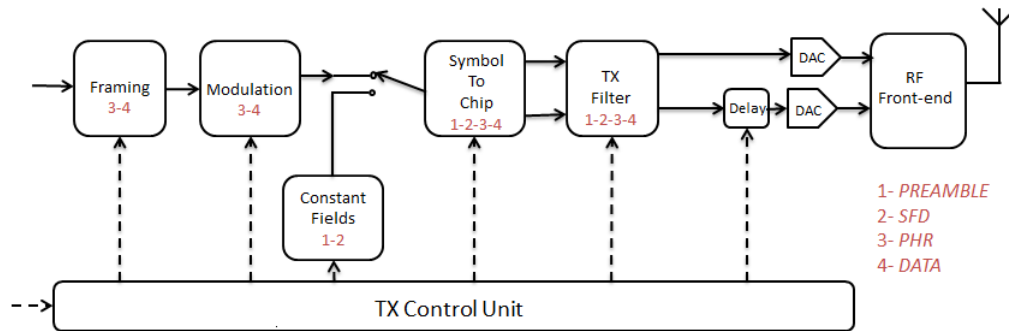 Framing
3-4
Modulation
3-4
Constant
Fields
1-2
Symbol
To
Chip
1-2-3-4
TX
Filter
1-2-3-4
Delay
DAC
DAC
RF
Front-end
1- PREAMBLE
2- SFD
3- PHR
4- DATA
TX Control Unit